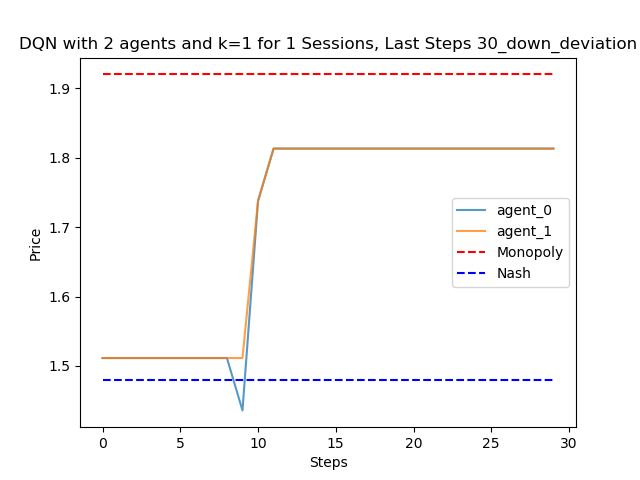 DQN with 2 agents and k=1 for 1 Sessions, Last Steps 30_down_deviation
Price
1.9
1.8
1.7
1.6
1.5
agent_0
agent_1
Monopoly
Nash
0 5 10 15 20 25 30
Steps